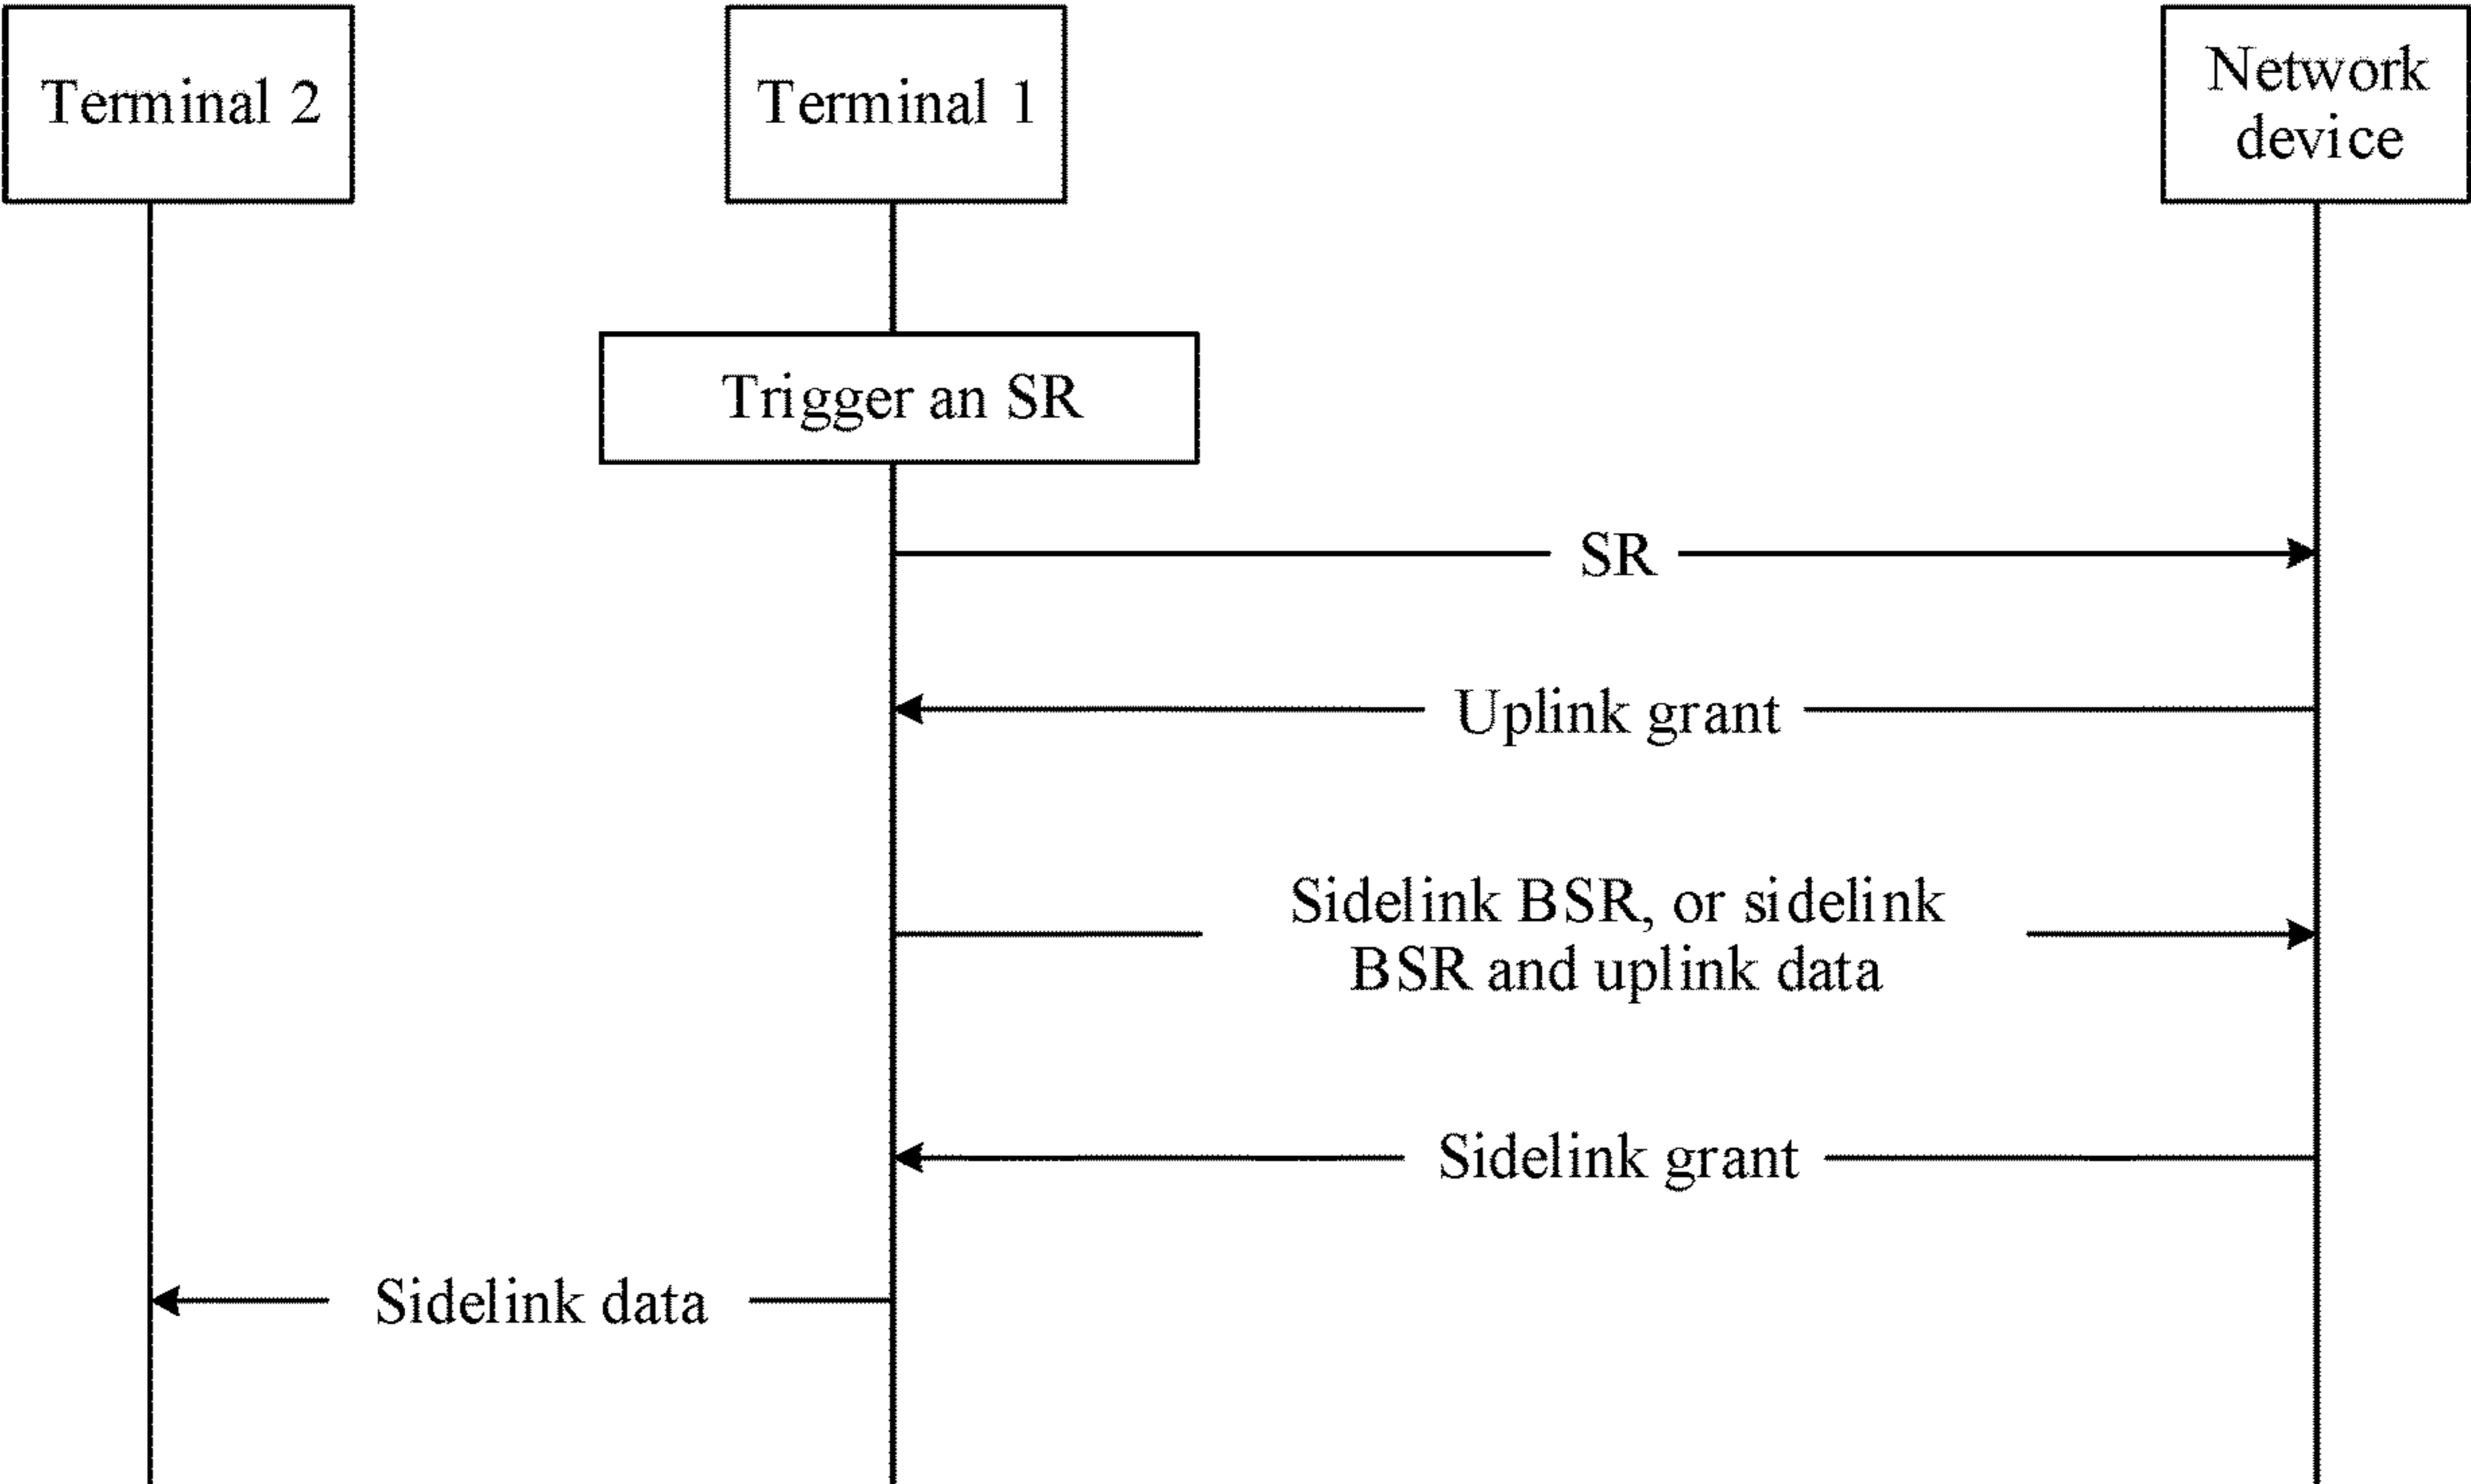 Terminal 2
Terminal 1
Network
device
Trigger an SR
SR
Uplink grant
Sidelink BSR, or sidelink
BSR and uplink data
Sidelink grant
Sidelink data